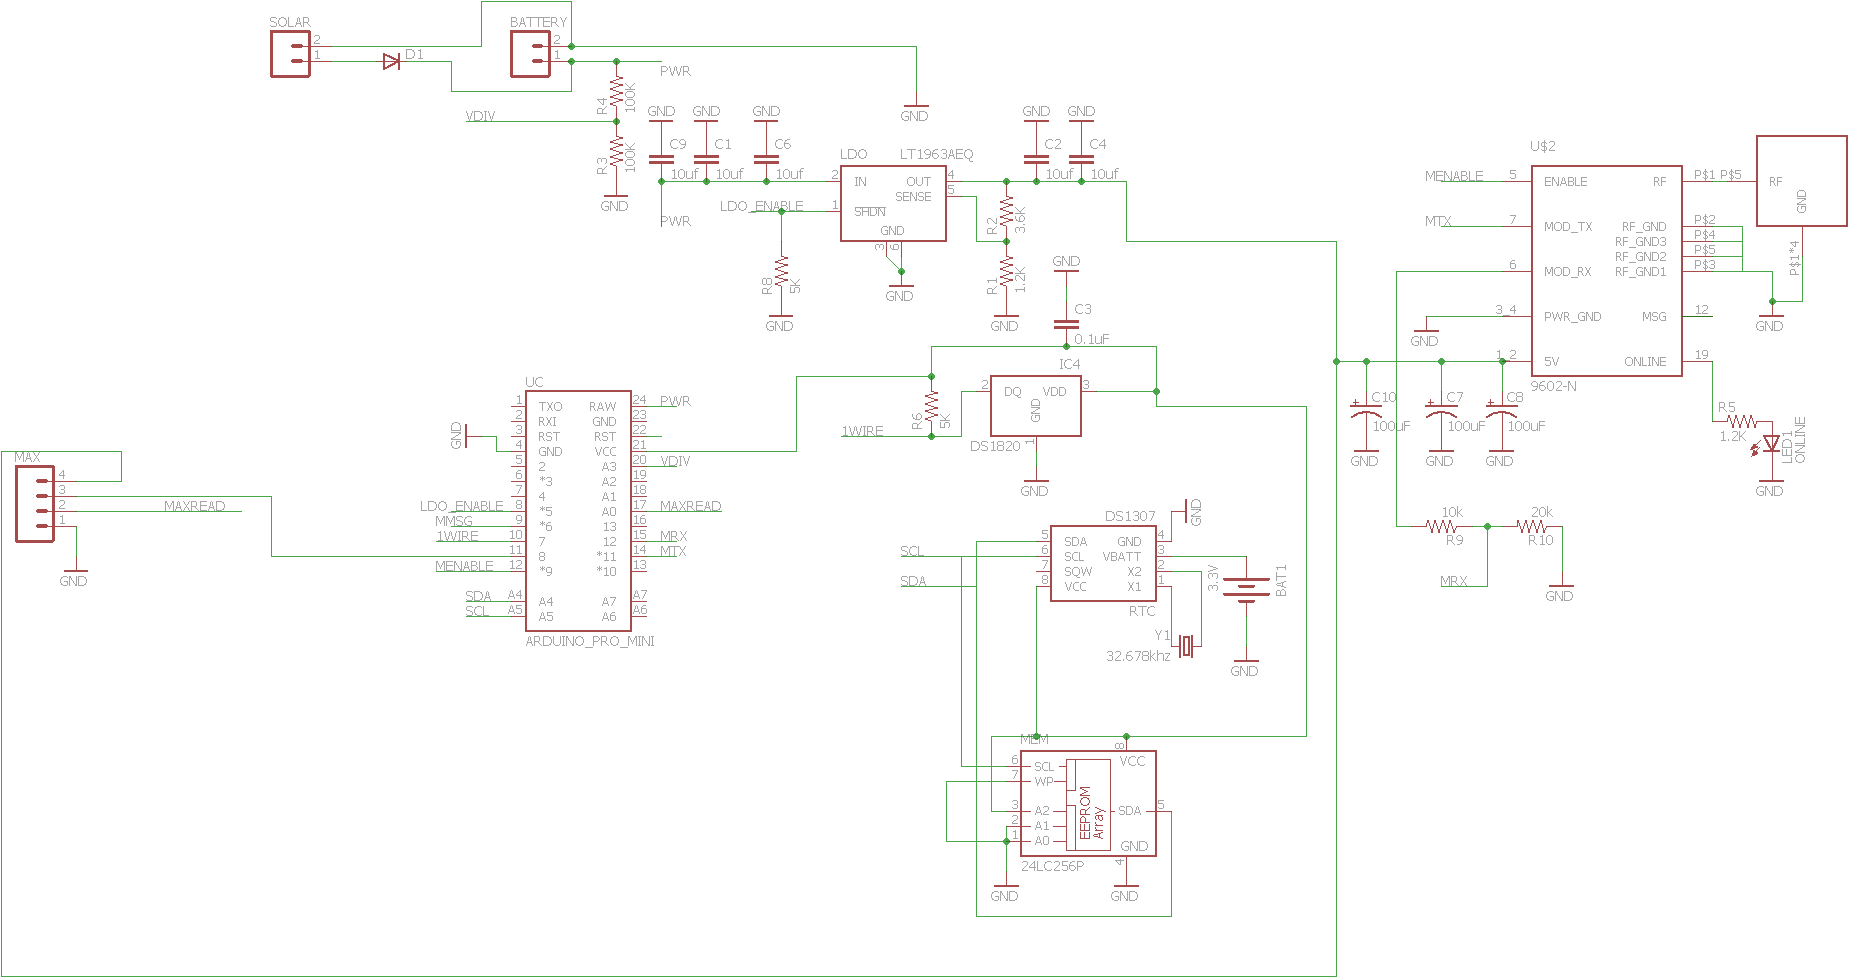 SOLAR
2
1
D1
BATTERY
2
1
PWR
R4
100K
VDIV
R3
100K
GND
GND
GND
GND
GND
C9
10uf
C1
10uf
C6
10uf
PWR
LDO
LT1963AEQ
2
IN
OUT
4
SENSE
5
LDO_ENABLE
1
SHDN
GND
3
6
GND
R8
5K
GND
GND
GND
C2
10uf
C4
10uf
R2
3.6K
R1
1.2K
GND
GND
C3
0.1uF
U$2
MENABLE
5
ENABLE
RF
P$1
P$5
RF
GND
P$1*4
MTX
7
MOD_TX
RF_GND
P$2
RF_GND3
P$4
RF_GND2
P$5
6
MOD_RX
RF_GND1
P$3
3
4
PWR_GND
MSG
12
GND
GND
1
2
5V
ONLINE
19
9602-N
C10
100uF
C7
100uF
C8
100uF
GND
GND
GND
R5
1.2K
LED1
ONLINE
GND
10k
R9
20k
R10
MRX
GND
IC4
2
DQ
VDD
3
GND
1
DS1820
GND
R6
5K
1WIRE
UC
1
TXO
RAW
24
PWR
2
RXI
GND
23
3
RST
RST
22
GND
4
GND
VCC
21
5
2
A3
20
VDIV
6
*3
A2
19
7
4
A1
18
LDO_ENABLE
8
*5
A0
17
MAXREAD
MMSG
9
*6
13
16
1WIRE
10
7
12
15
MRX
11
8
*11
14
MTX
MENABLE
12
*9
*10
13
SDA
A4
A4
A7
A7
SCL
A5
A5
A6
A6
ARDUINO_PRO_MINI
MAX
4
3
2
MAXREAD
1
GND
DS1307
GND
5
SDA
GND
4
SCL
6
SCL
VBATT
3
7
SQW
X2
2
SDA
8
VCC
X1
1
RTC
3.3V
BAT1
Y1
32.678khz
GND
MEM
8
VCC
6
SCL
7
WP
3
A2
EEPROM
Array
SDA
5
2
A1
1
A0
GND
4
24LC256P
GND
GND